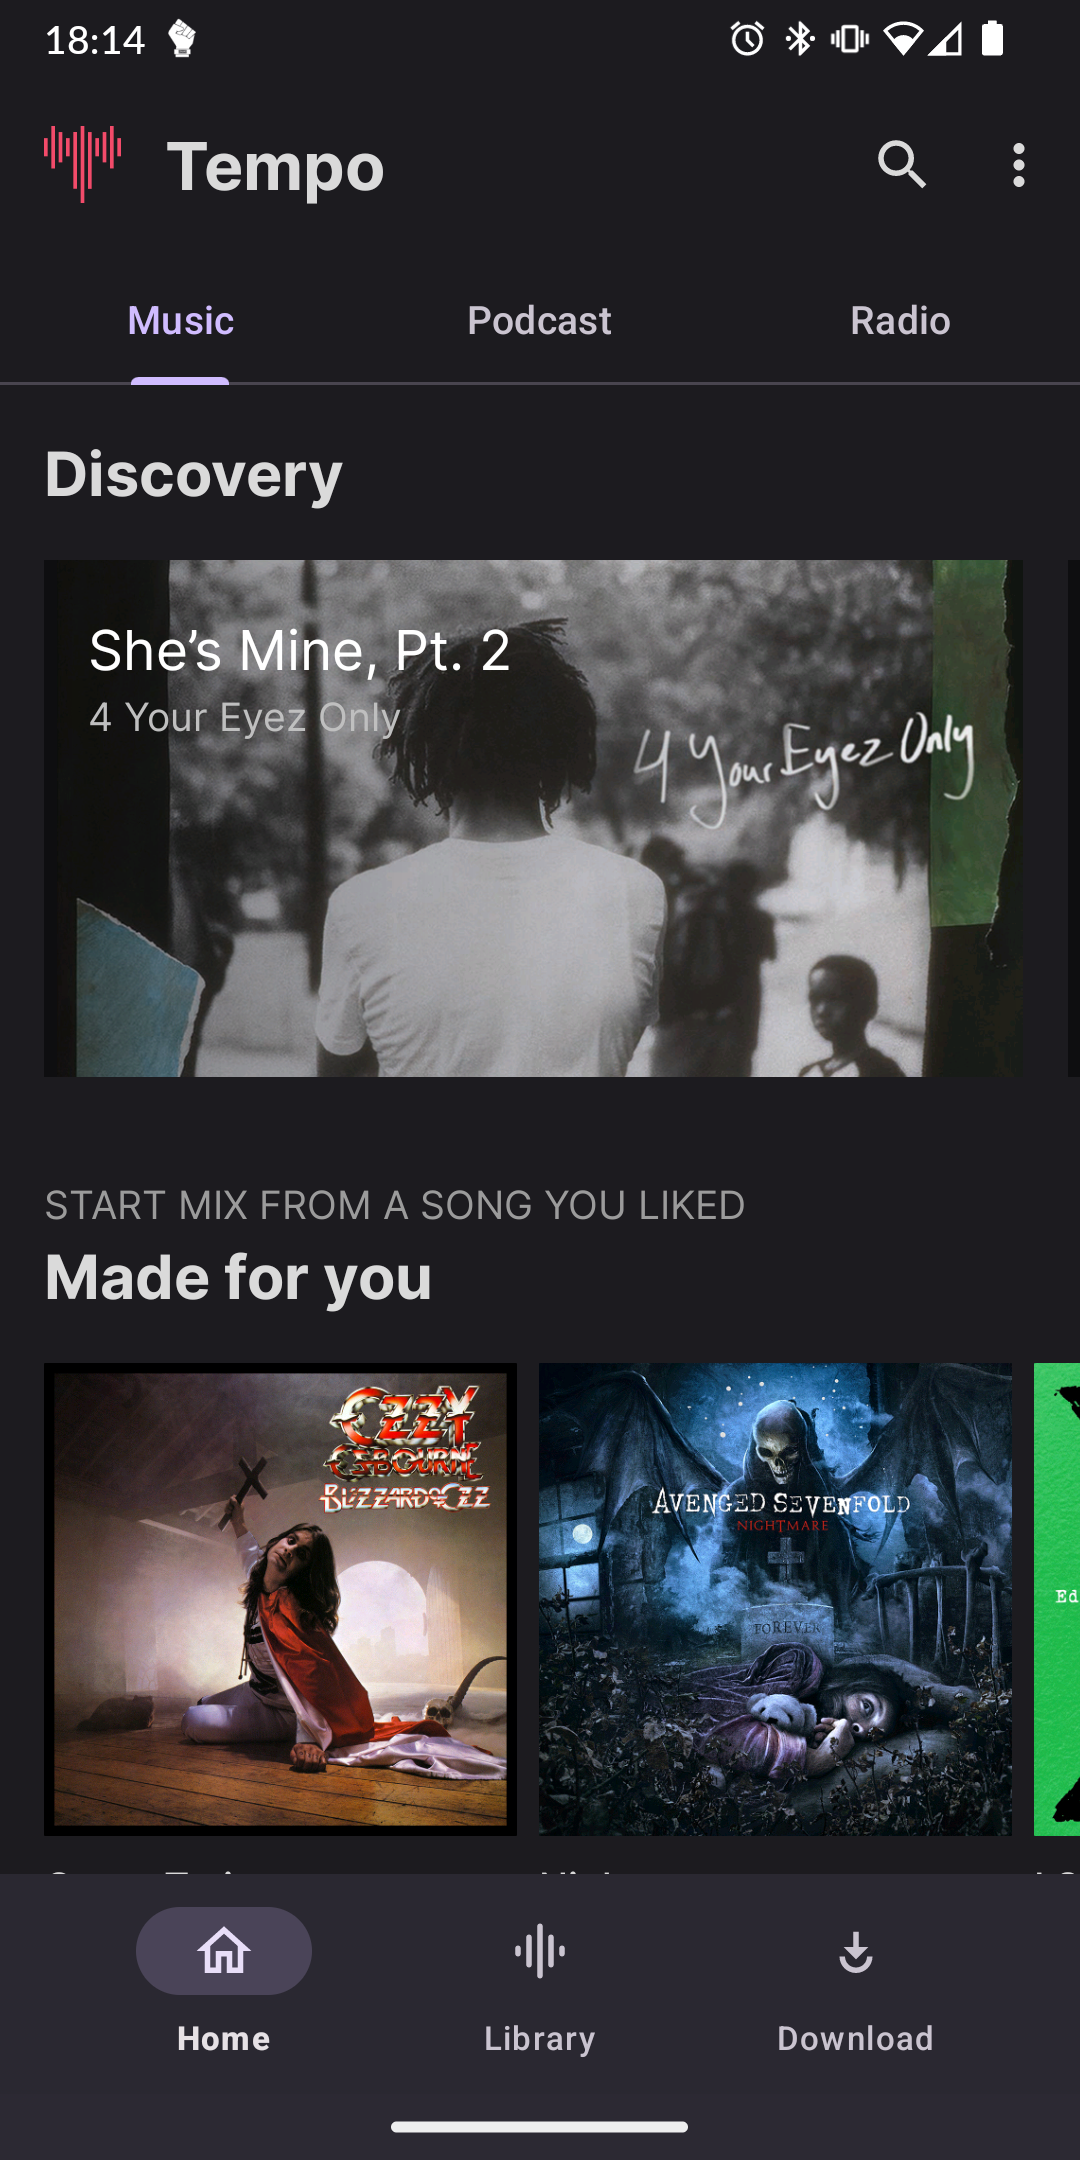 18:14
Tempo
Music
Podcast
Radio
Discovery
She's Mine, Pt. 2
4 Your Eyez Only
4 Your Eyez Only
START MIX FROM A SONG YOU LIKED
Made for you
OZZY
OSBOURNE
BLIZZARD OF OZZ
AVENGED SEVENFOLD
NIGHTMARE
FOREVER
Ed
Home
Library
Download